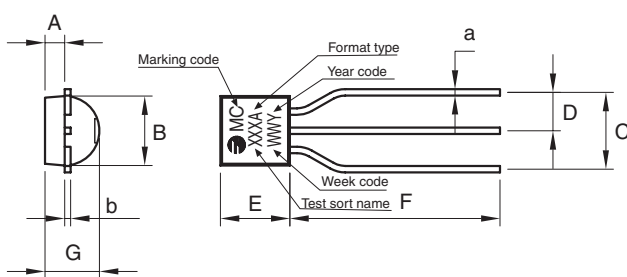 A
Marking code
Format type
Year code
a
MC
XXXA
WWY
B
D
C
b
Week code
E
Test sort name
F
G